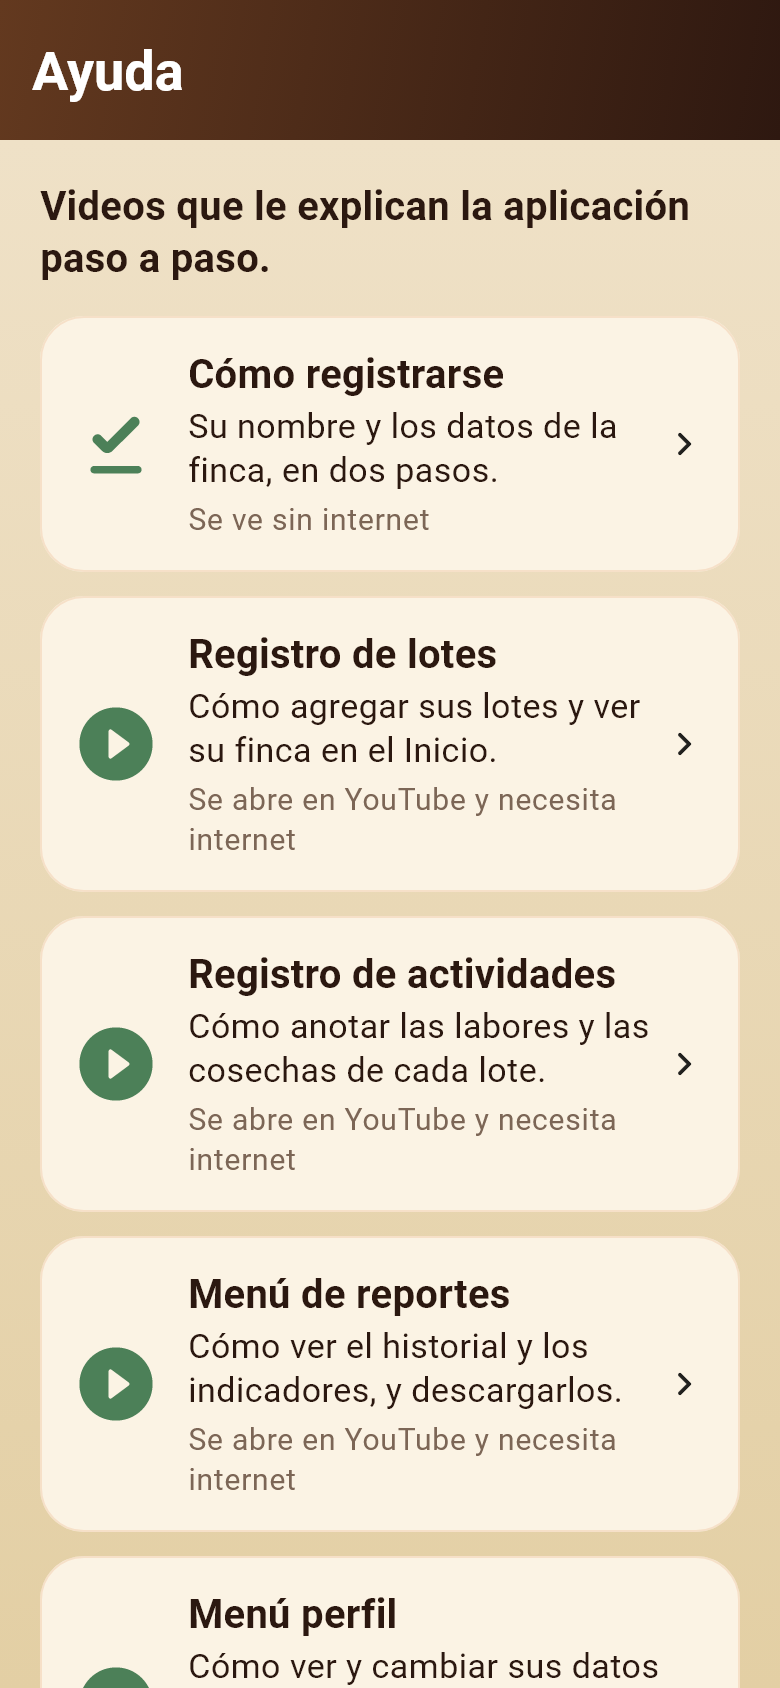 Ayuda
Videos que le explican la aplicación
paso a paso.
Cómo registrarse
Su nombre y los datos de la
finca, en dos pasos.
Se ve sin internet
Registro de lotes
Cómo agregar sus lotes y ver
su finca en el Inicio.
Se abre en YouTube y necesita
internet
Registro de actividades
Cómo anotar las labores y las
cosechas de cada lote.
Se abre en YouTube y necesita
internet
Menú de reportes
Cómo ver el historial y los
indicadores, y descargarlos.
Se abre en YouTube y necesita
internet
Menú perfil
Cómo ver y cambiar sus datos